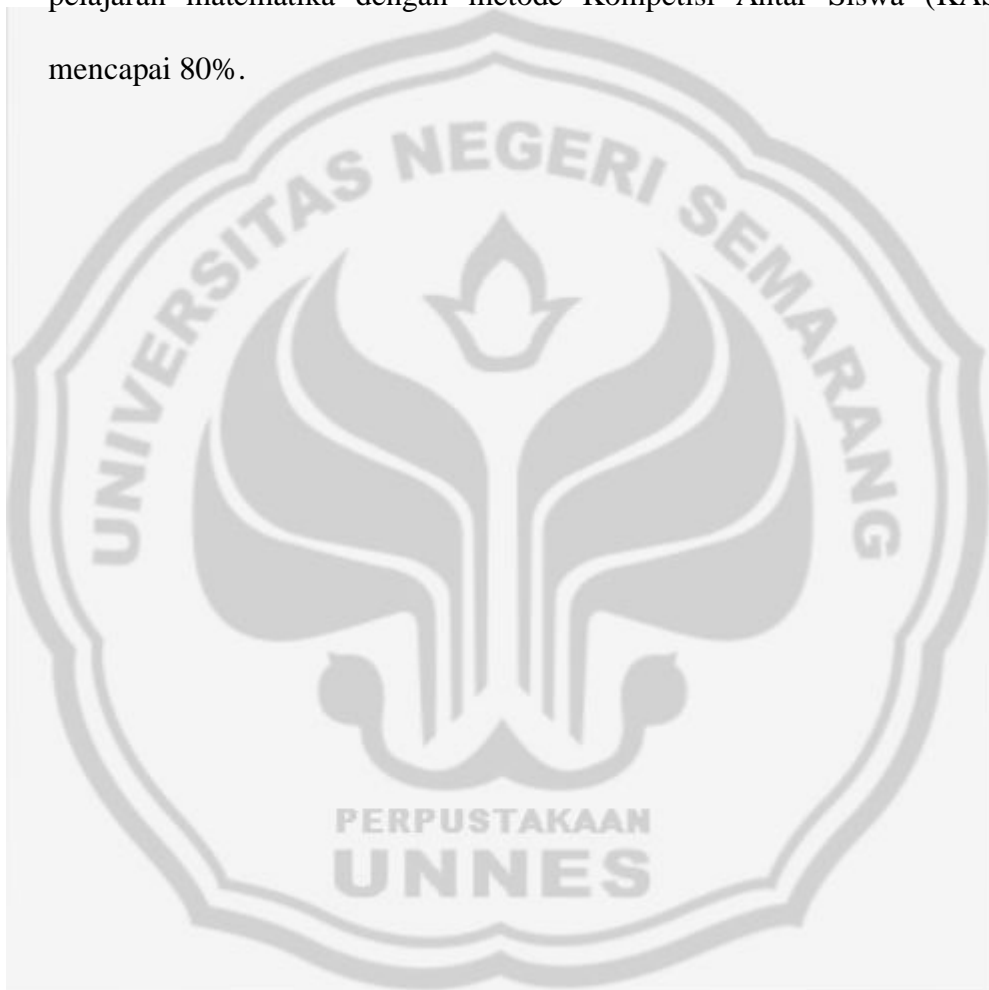 pelajaran matematika dengan metode Kompetisi Antar Siswa (KAS
mencapai 80%.
UNIVERSITAS NEGERI SEMARANG
PERPUSTAKAAN
UNNES